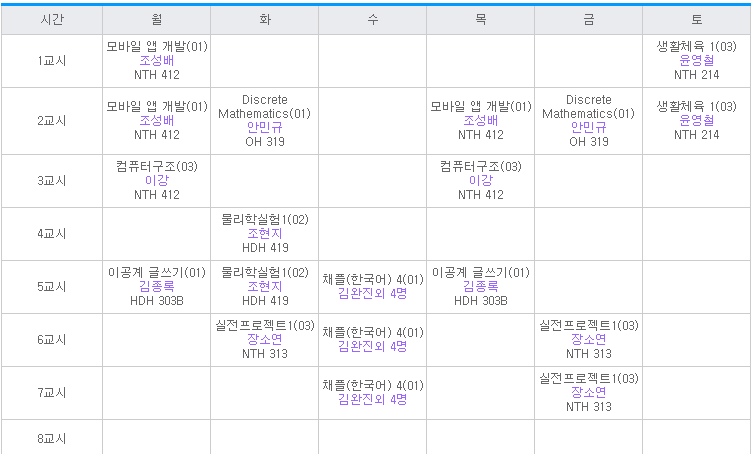 시간 월 화 수 목 금 토
1교시
모바일 앱 개발(01)
조성배
NTH 412
생활체육 1(03)
윤영철
NTH 214
2교시
모바일 앱 개발(01)
조성배
NTH 412
Discrete
Mathematics(01)
안민규
OH 319
모바일 앱 개발(01)
조성배
NTH 412
Discrete
Mathematics(01)
안민규
OH 319
생활체육 1(03)
윤영철
NTH 214
3교시
컴퓨터구조(03)
이강
NTH 412
컴퓨터구조(03)
이강
NTH 412
4교시
물리학실험1(02)
조현지
HDH 419
5교시
이공계 글쓰기(01)
김종록
HDH 303B
물리학실험1(02)
조현지
HDH 419
채플(한국어) 4(01)
김완진외 4명
이공계 글쓰기(01)
김종록
HDH 303B
6교시
실전프로젝트1(03)
장소연
NTH 313
채플(한국어) 4(01)
김완진외 4명
실전프로젝트1(03)
장소연
NTH 313
7교시
채플(한국어) 4(01)
김완진외 4명
실전프로젝트1(03)
장소연
NTH 313
8교시